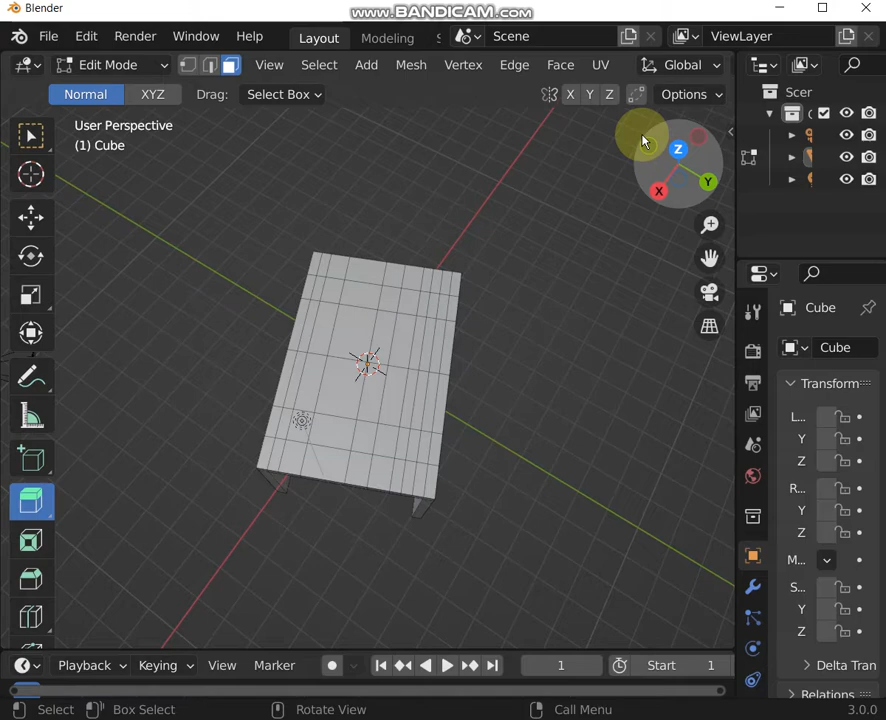 Blender
www.BANDICAM.com
File Edit Render Window Help Layout Modeling Scene ViewLayer
Edit Mode View Select Add Mesh Vertex Edge Face UV Global
Normal XYZ Drag: Select Box X Y Z Options
Scer
User Perspective
(1) Cube
Z
Y
X
Cube
Cube
Transform
L...
Y
Z
R...
Y
Z
M...
S...
Y
Z
Delta Tran
Relations
Playback Keying View Marker 1 Start 1
Select Box Select Rotate View Call Menu 3.0.0